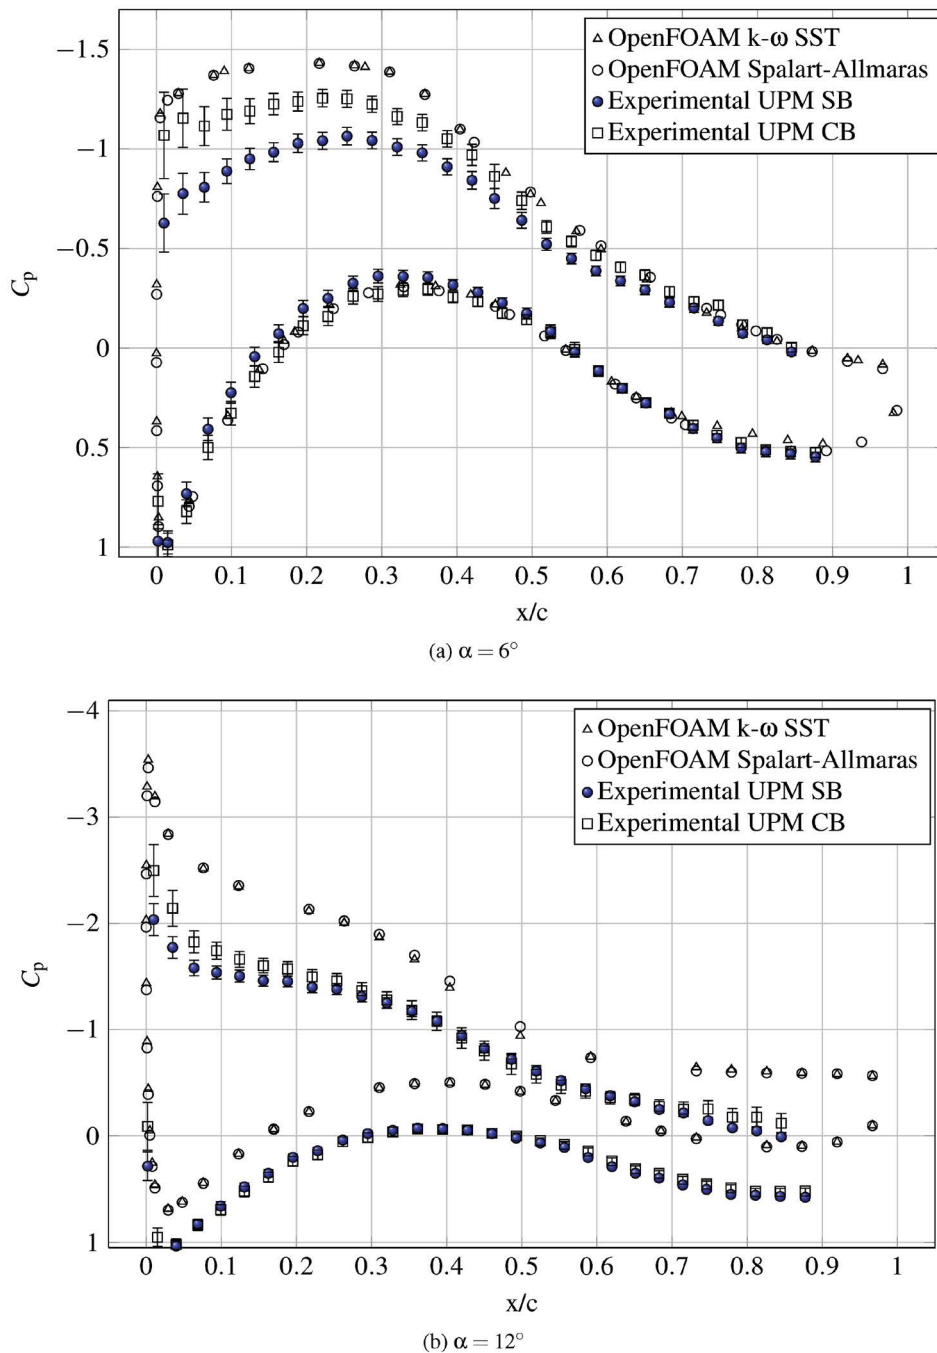 −1.5
−1
−0.5
0
0.5
1
C_p
OpenFOAM k-ω SST
OpenFOAM Spalart-Allmaras
Experimental UPM SB
Experimental UPM CB
0 0.1 0.2 0.3 0.4 0.5 0.6 0.7 0.8 0.9 1
x/c
(a) α = 6°
−4
−3
−2
−1
0
1
C_p
OpenFOAM k-ω SST
OpenFOAM Spalart-Allmaras
Experimental UPM SB
Experimental UPM CB
0 0.1 0.2 0.3 0.4 0.5 0.6 0.7 0.8 0.9 1
x/c
(b) α = 12°